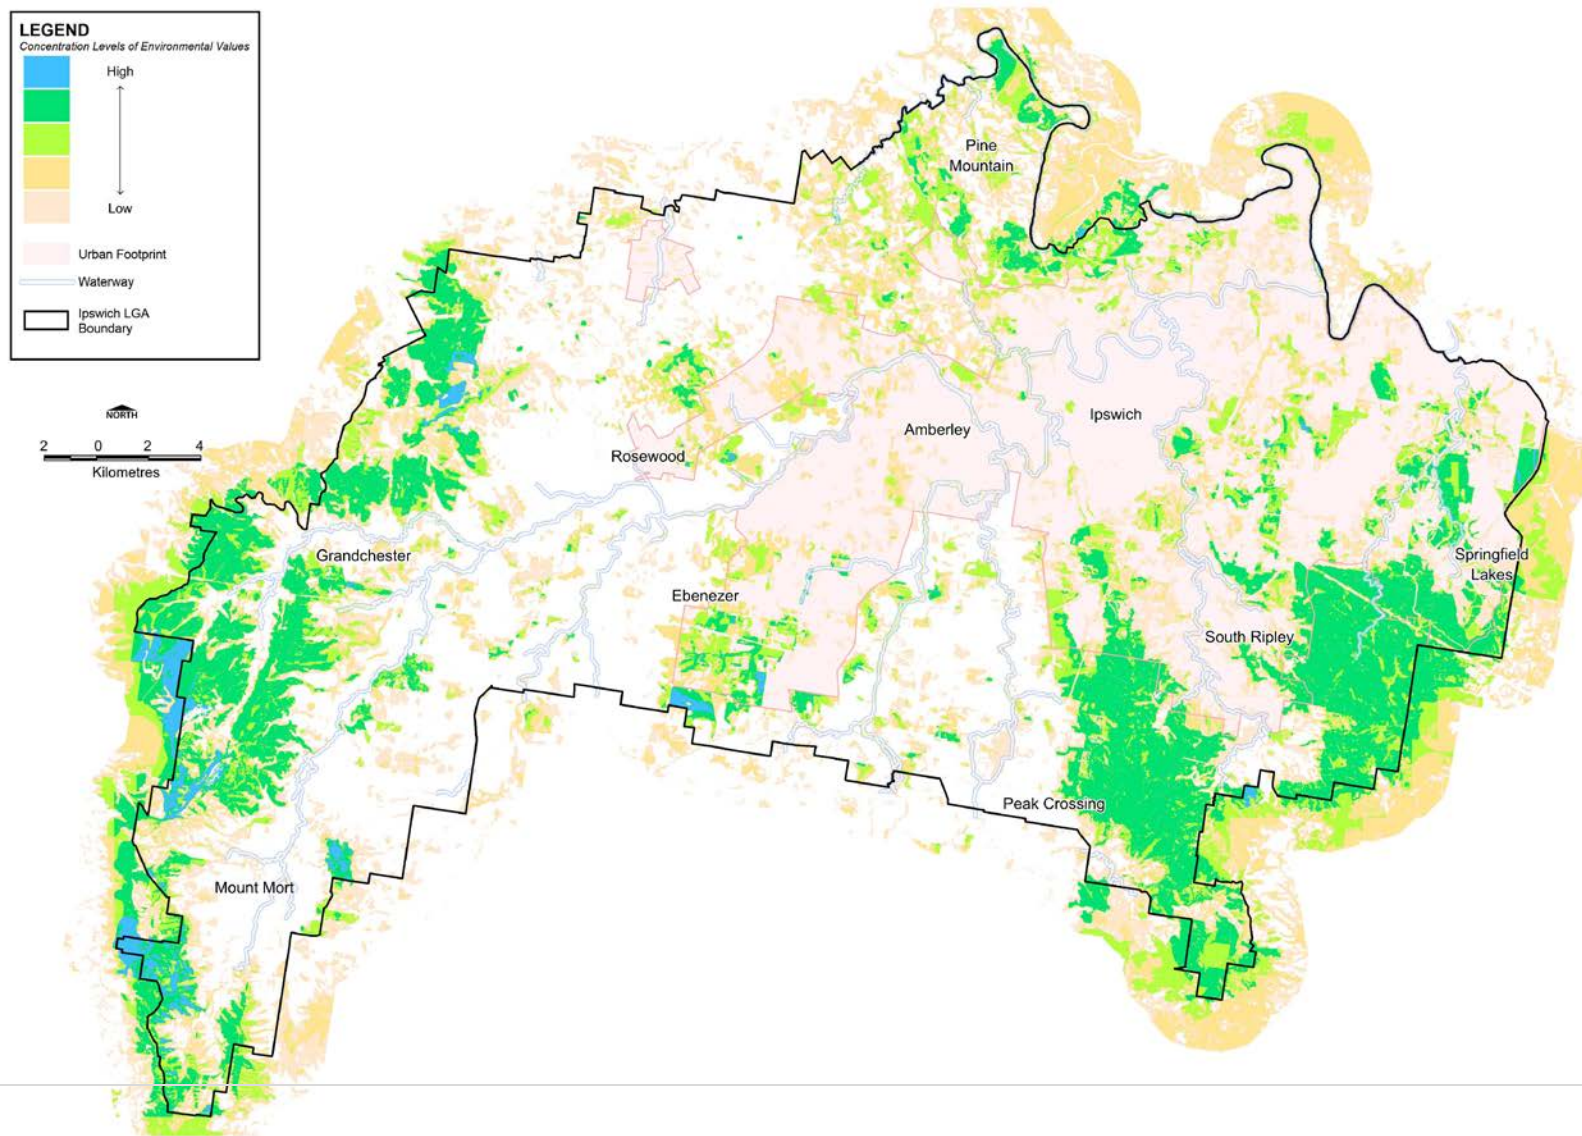 LEGEND
Concentration Levels of Environmental Values
High
Low
Urban Footprint
Waterway
Ipswich LGA
Boundary
NORTH
2 0 2 4
Kilometres
Pine
Mountain
Ipswich
Amberley
Rosewood
Grandchester
Ebenezer
Springfield
Lakes
South Ripley
Peak Crossing
Mount Mort